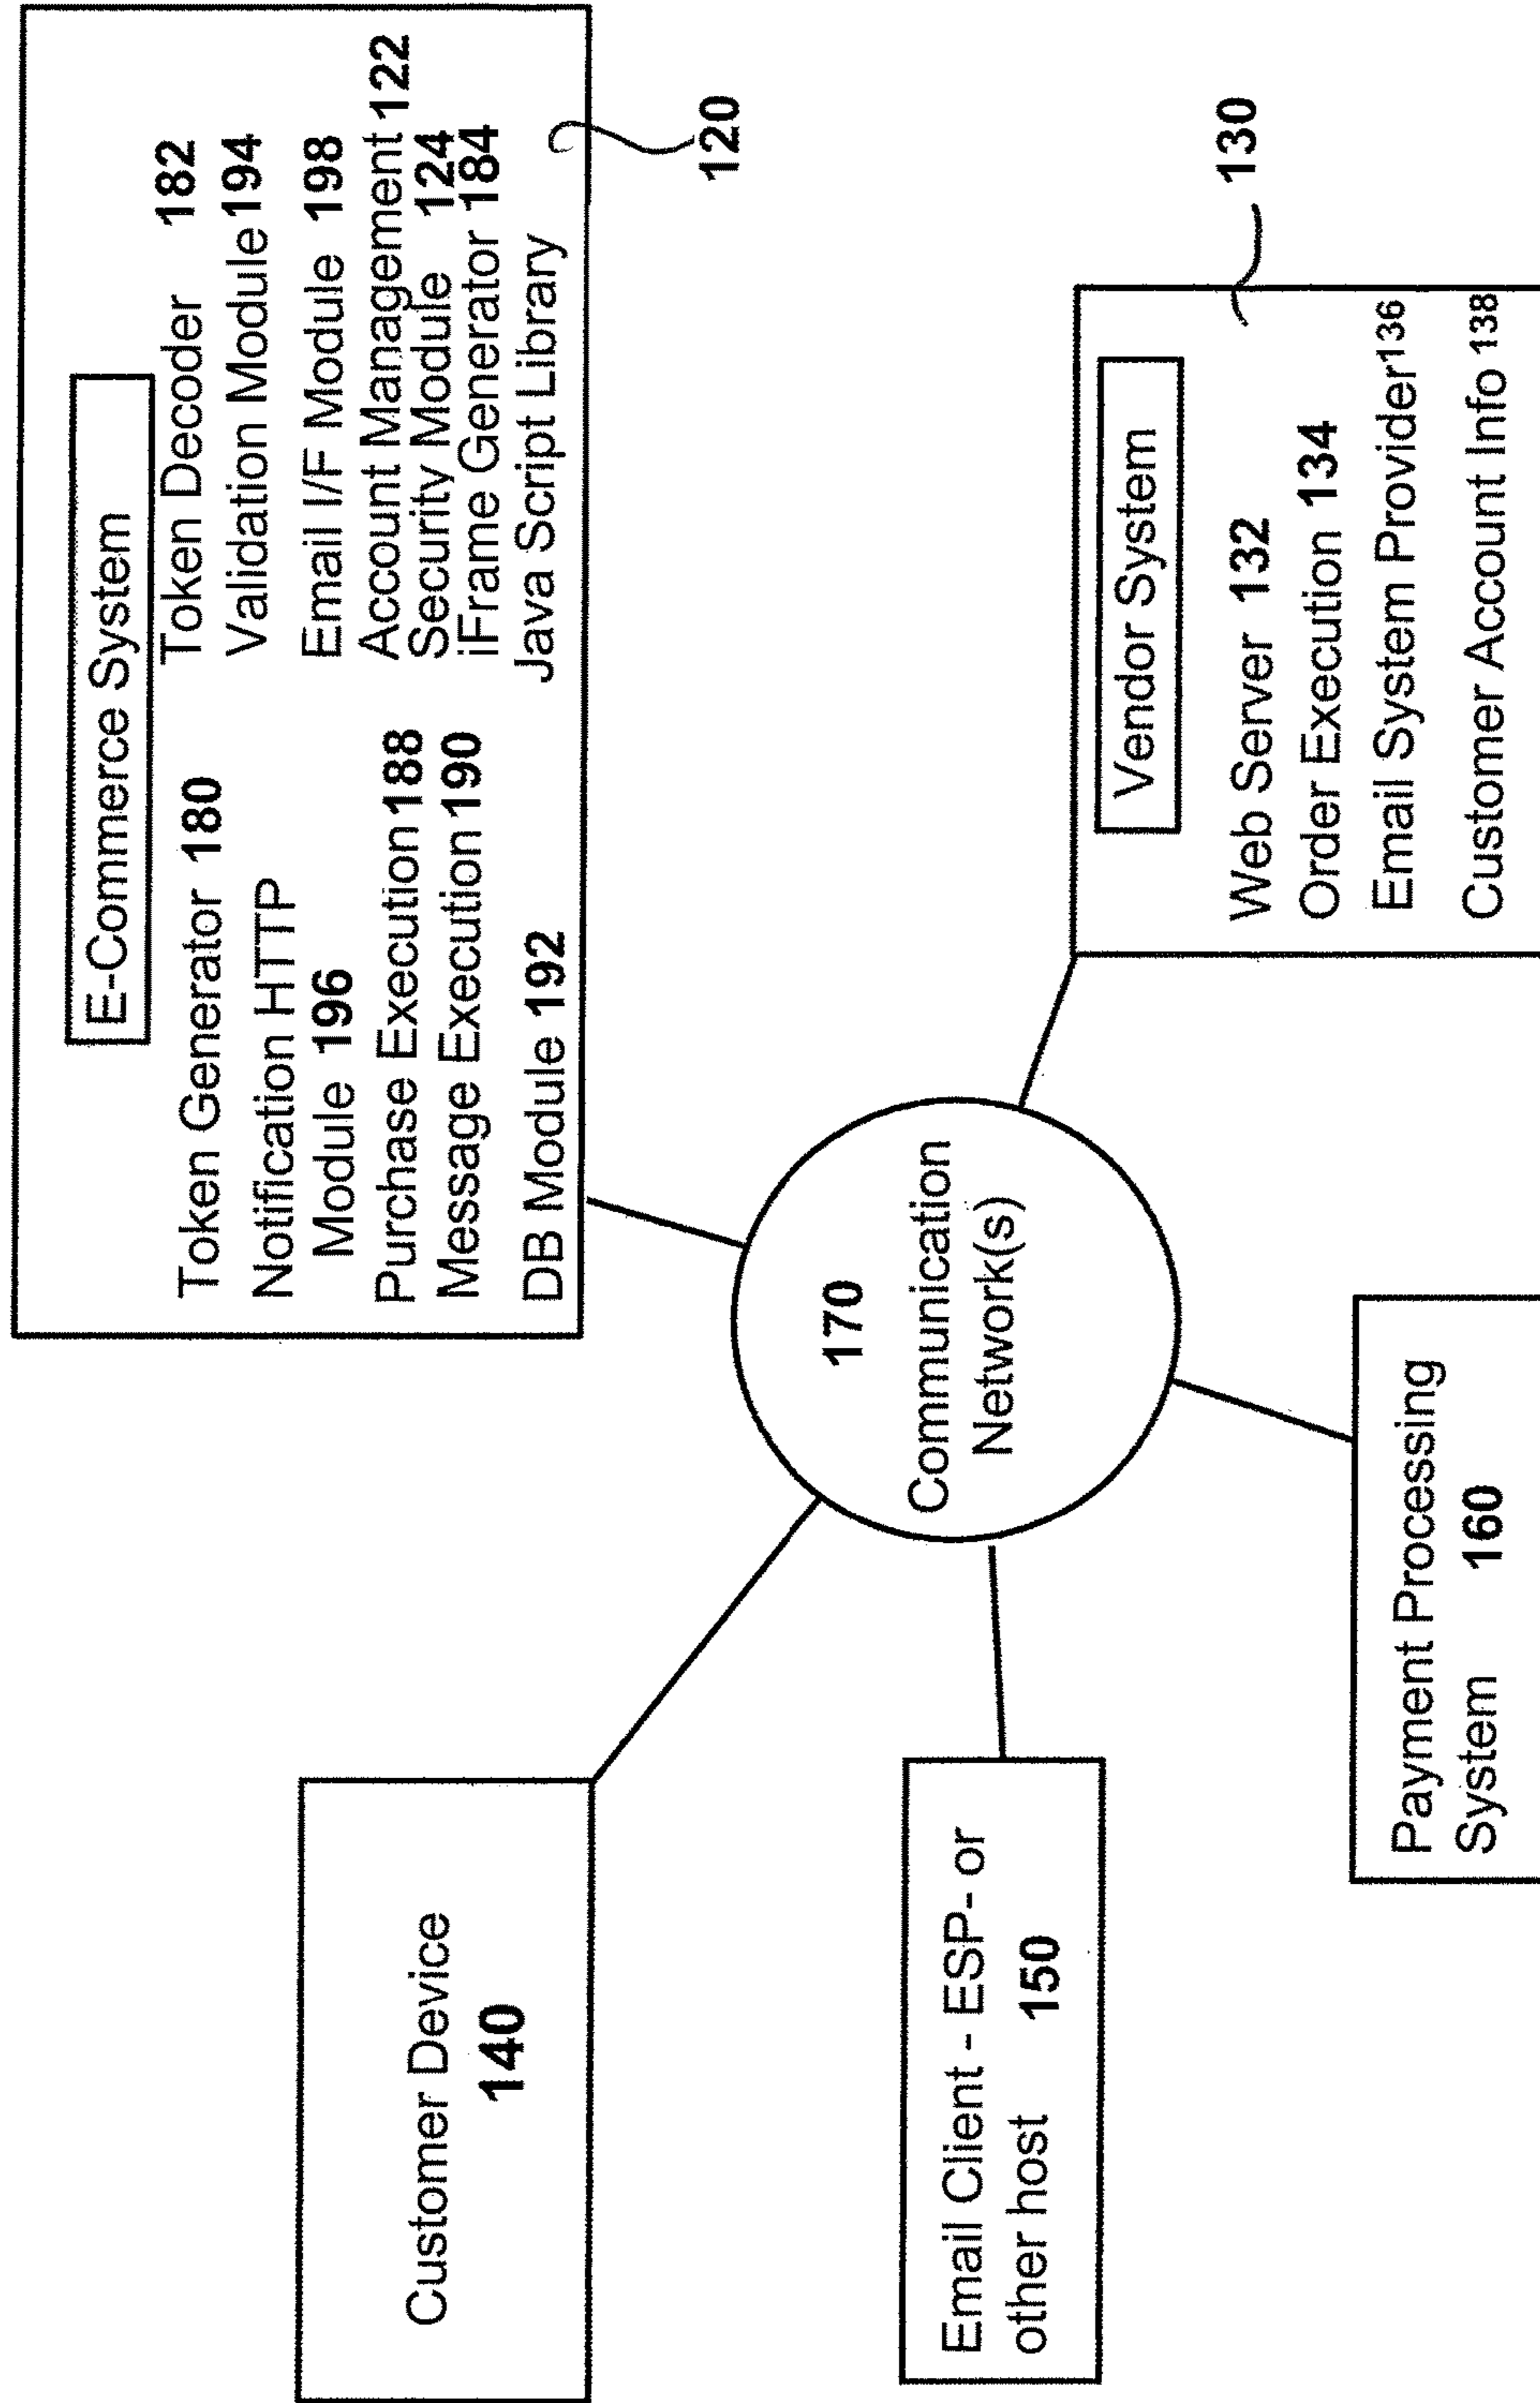 Customer Device
140
Email Client - ESP- or
other host 150
Payment Processing
System 160
170
Communication
Network(s)
E-Commerce System
Token Generator 180
Notification HTTP
Module 196
Purchase Execution 188
Message Execution 190
DB Module 192
Token Decoder 182
Validation Module 194
Email I/F Module 198
Account Management 122
Security Module 124
iFrame Generator 184
Java Script Library
120
Vendor System
Web Server 132
Order Execution 134
Email System Provider 136
Customer Account Info 138
130